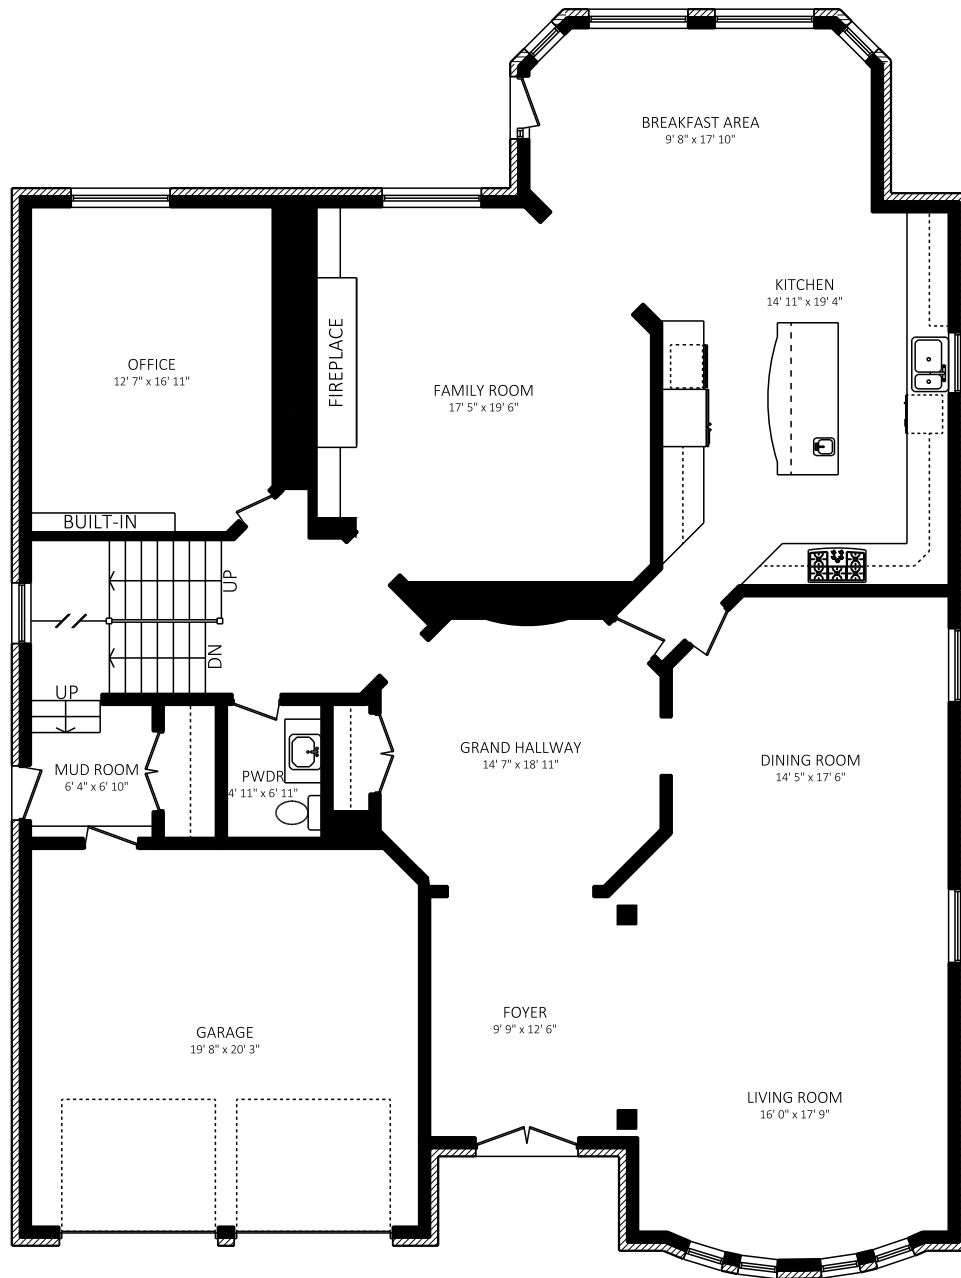 BREAKFAST AREA
9' 8" x 17' 10"
KITCHEN
14' 11" x 19' 4"
OFFICE
12' 7" x 16' 11"
FIREPLACE
FAMILY ROOM
17' 5" x 19' 6"
BUILT-IN
UP
DN
UP
MUD ROOM
6' 4" x 6' 10"
PWDR
4' 11" x 6' 11"
GRAND HALLWAY
14' 7" x 18' 11"
DINING ROOM
14' 5" x 17' 6"
FOYER
9' 9" x 12' 6"
GARAGE
19' 8" x 20' 3"
LIVING ROOM
16' 0" x 17' 9"